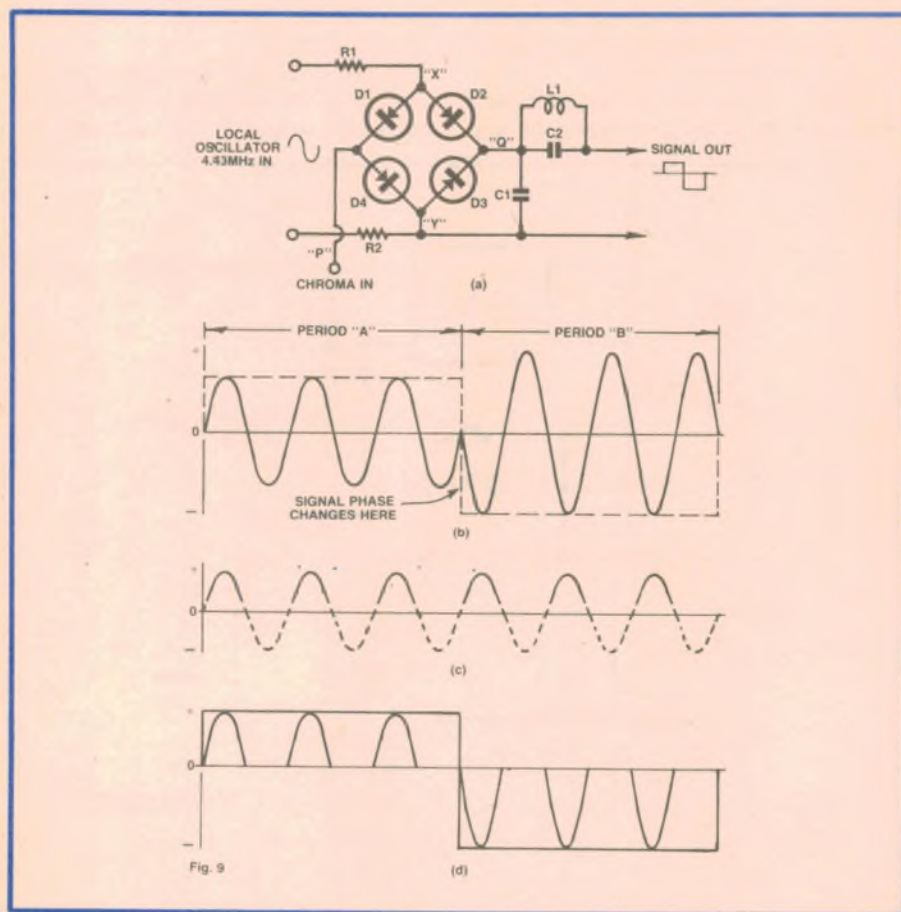 R1
"X"
D1
D2
L1
LOCAL
OSCILLATOR
4.43MHz IN
"Q"
C2
SIGNAL OUT
D4
D3
C1
"Y"
"P"
R2
CHROMA IN
(a)
PERIOD "A"
PERIOD "B"
+
0
—
SIGNAL PHASE
CHANGES HERE
(b)
+
0
—
(c)
+
0
—
Fig. 9
(d)